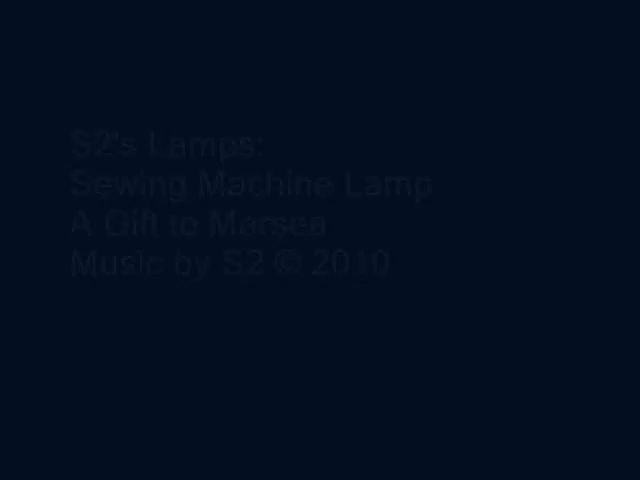 S2's Lamps:
Sewing Machine Lamp
A Gift to Marsea
Music by S2 © 2010